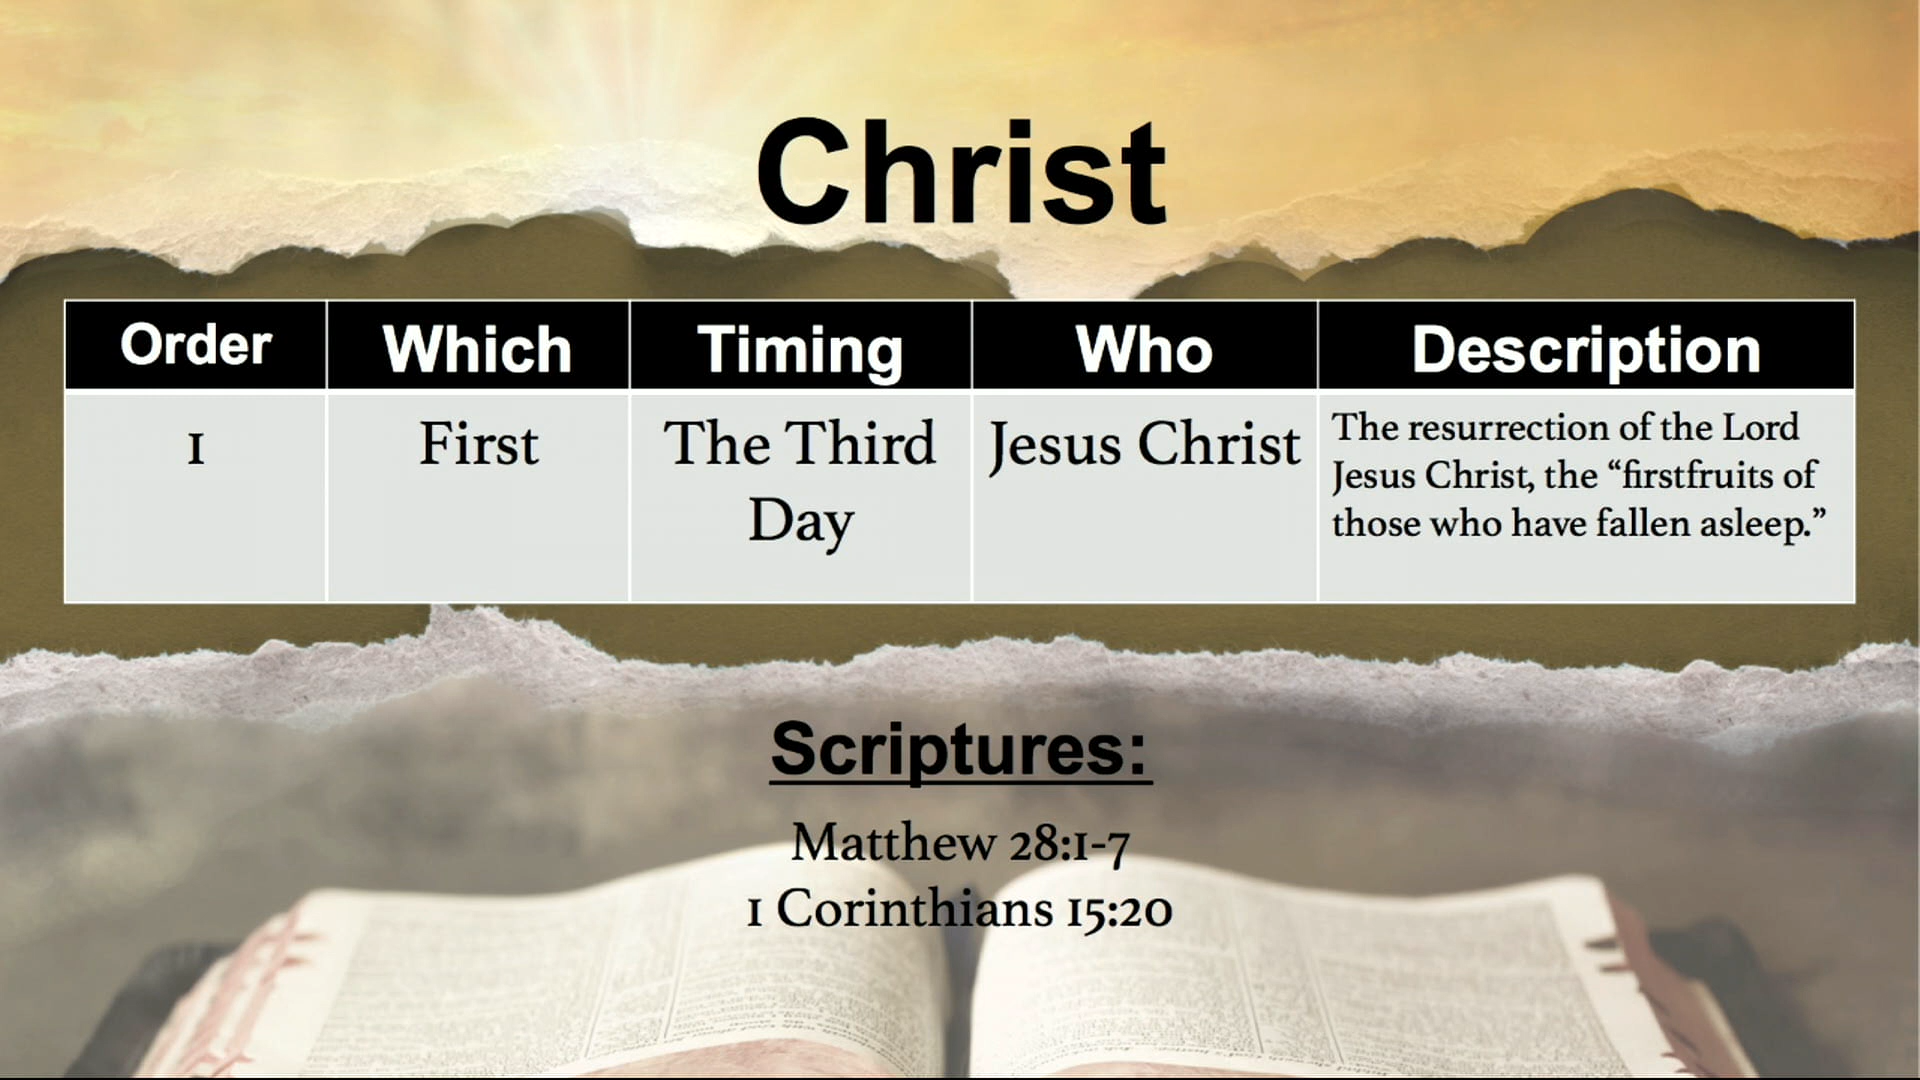 Christ
Order Which Timing Who Description
1 First The Third Day Jesus Christ The resurrection of the Lord
Jesus Christ, the “firstfruits of
those who have fallen asleep.”
Scriptures:
Matthew 28:1-7
1 Corinthians 15:20